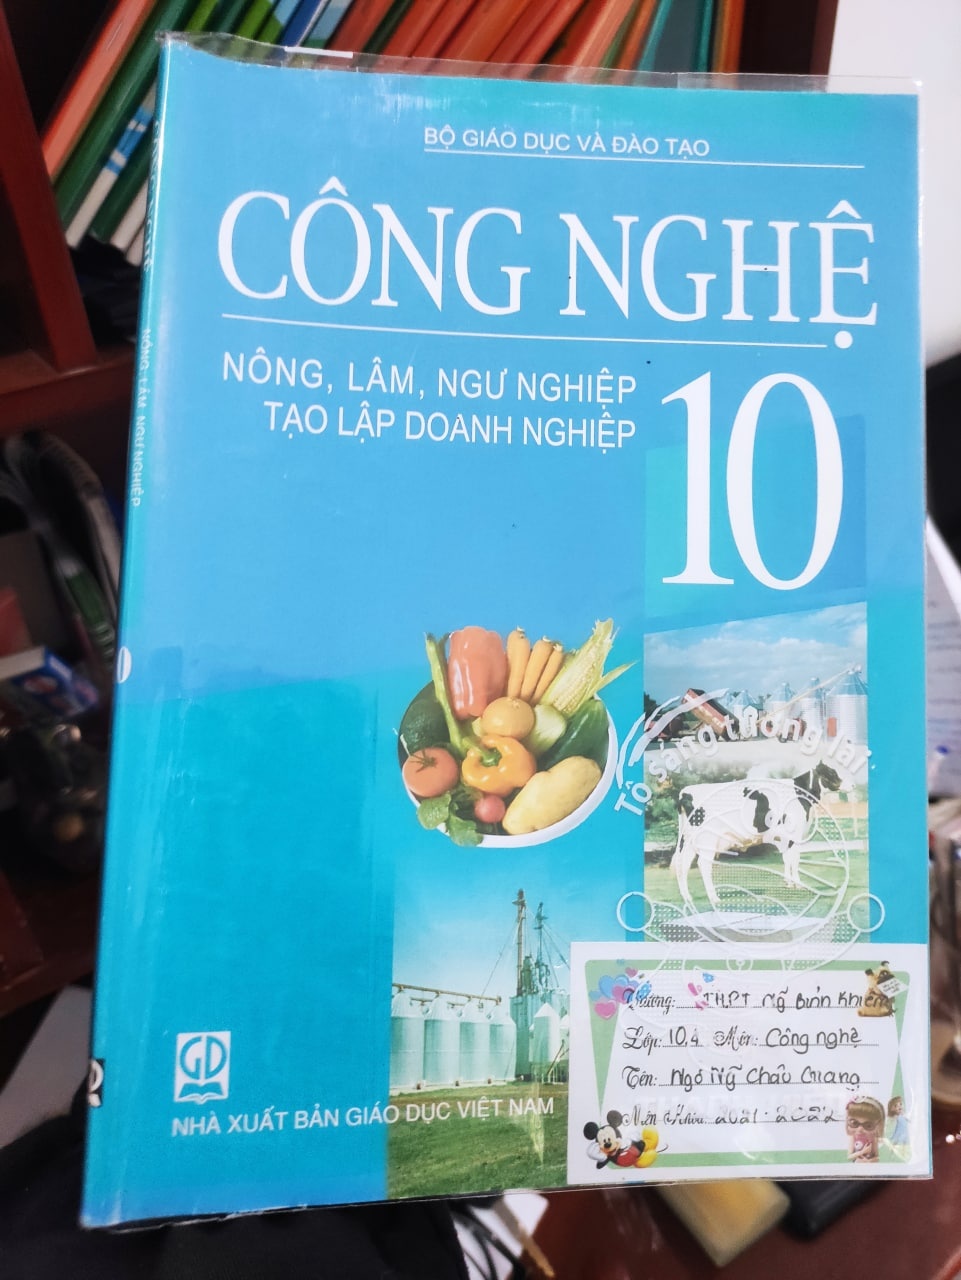 BỘ GIÁO DỤC VÀ ĐÀO TẠO
CÔNG NGHỆ
NÔNG, LÂM, NGƯ NGHIỆP
TẠO LẬP DOANH NGHIỆP
10
NÔNG, LÂM, NGƯ NGHIỆP
Tô sáng tương lai
GD
NHÀ XUẤT BẢN GIÁO DỤC VIỆT NAM
Trường: THPT Ng̃ Bỉnh Khiêm
Lớp: 10,4 Môn: Công nghệ
Tên: Ngô Ng̃ Châu Giang
Niên Khóa: 2021-2022